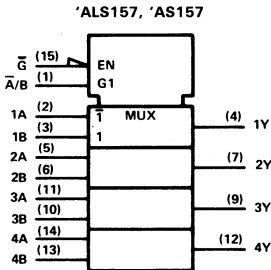 'ALS157, 'AS157
G̅ (15) EN
A̅/B (1) G1
1A (2) 1̅ MUX (4) 1Y
1B (3) 1
2A (5) (7) 2Y
2B (6)
3A (11) (9) 3Y
3B (10)
4A (14) (12) 4Y
4B (13)